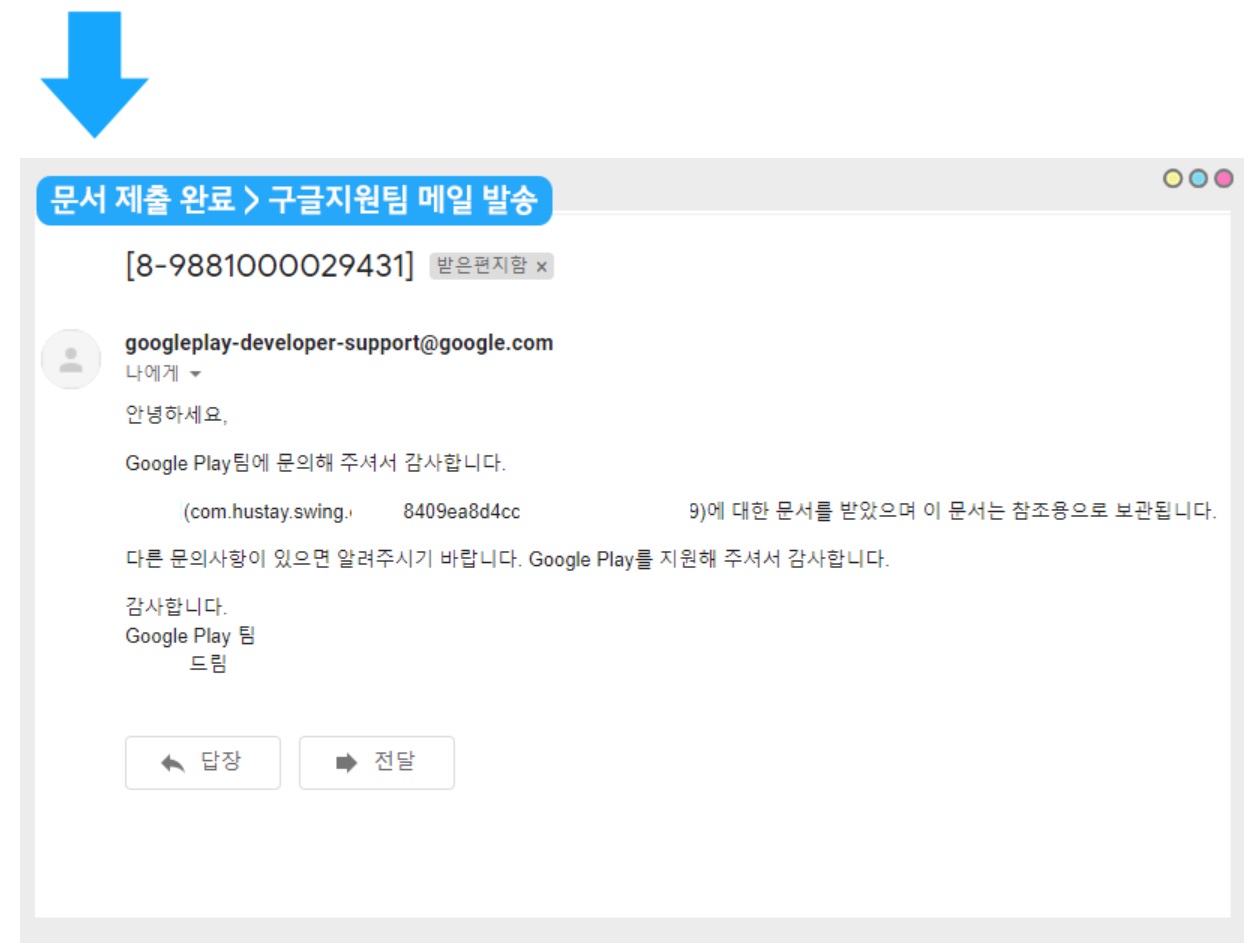 문서 제출 완료 > 구글지원팀 메일 발송
[8-9881000029431] 받은편지함 x
googleplay-developer-support@google.com
나에게
안녕하세요,
Google Play팀에 문의해 주셔서 감사합니다.
(com.hustay.swing. 8409ea8d4cc 9)에 대한 문서를 받았으며 이 문서는 참조용으로 보관됩니다.
다른 문의사항이 있으면 알려주시기 바랍니다. Google Play를 지원해 주셔서 감사합니다.
감사합니다.
Google Play 팀
드림
답장 전달